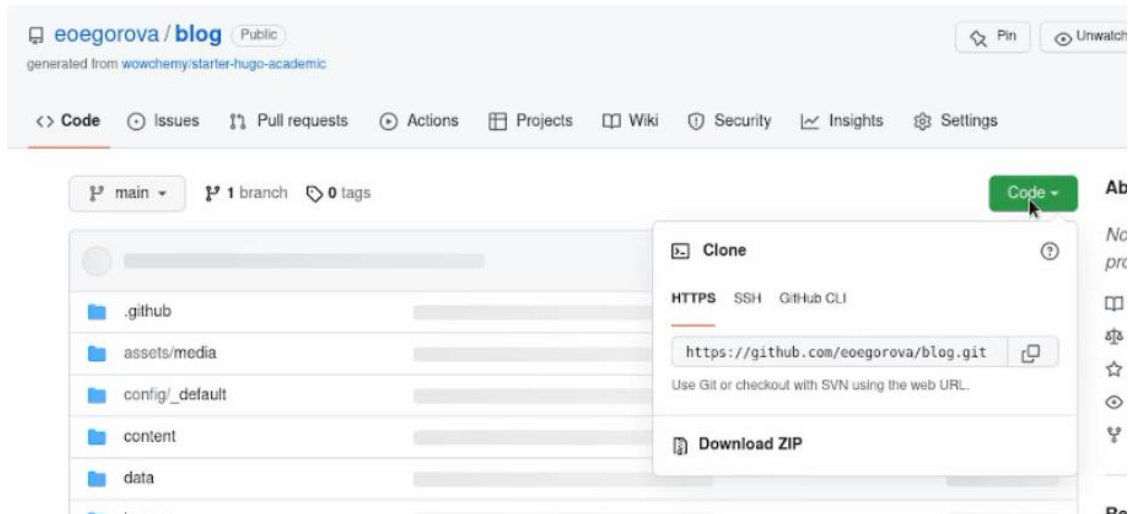 eoegorova / blog Public
Pin
Unwatch
generated from wowchemy/starter-hugo-academic
<> Code
Issues
Pull requests
Actions
Projects
Wiki
Security
Insights
Settings
main
1 branch
0 tags
Code
Ab
Clone
No
pro
HTTPS SSH GitHub CLI
.github
https://github.com/eoegorova/blog.git
assets/media
Use Git or checkout with SVN using the web URL.
config/_default
content
Download ZIP
data